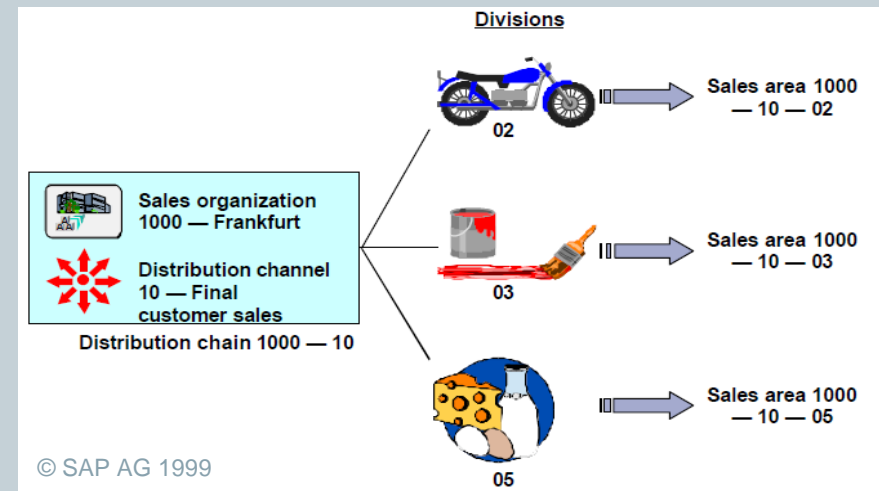 Divisions
02
Sales area 1000
— 10 — 02
Sales organization
1000 — Frankfurt
Distribution channel
10 — Final
customer sales
Distribution chain 1000 — 10
03
Sales area 1000
— 10 — 03
05
Sales area 1000
— 10 — 05
© SAP AG 1999